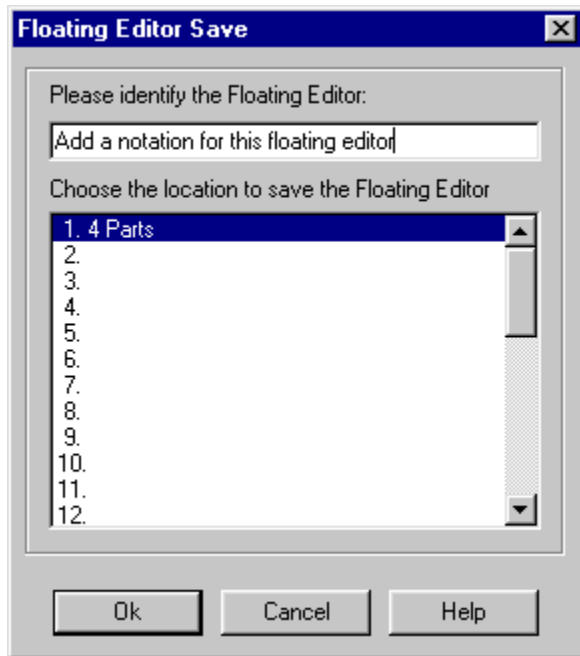 Floating Editor Save
Please identify the Floating Editor:
Add a notation for this floating editor
Choose the location to save the Floating Editor
1. 4 Parts
2.
3.
4.
5.
6.
7.
8.
9.
10.
11.
12.
Ok Cancel Help